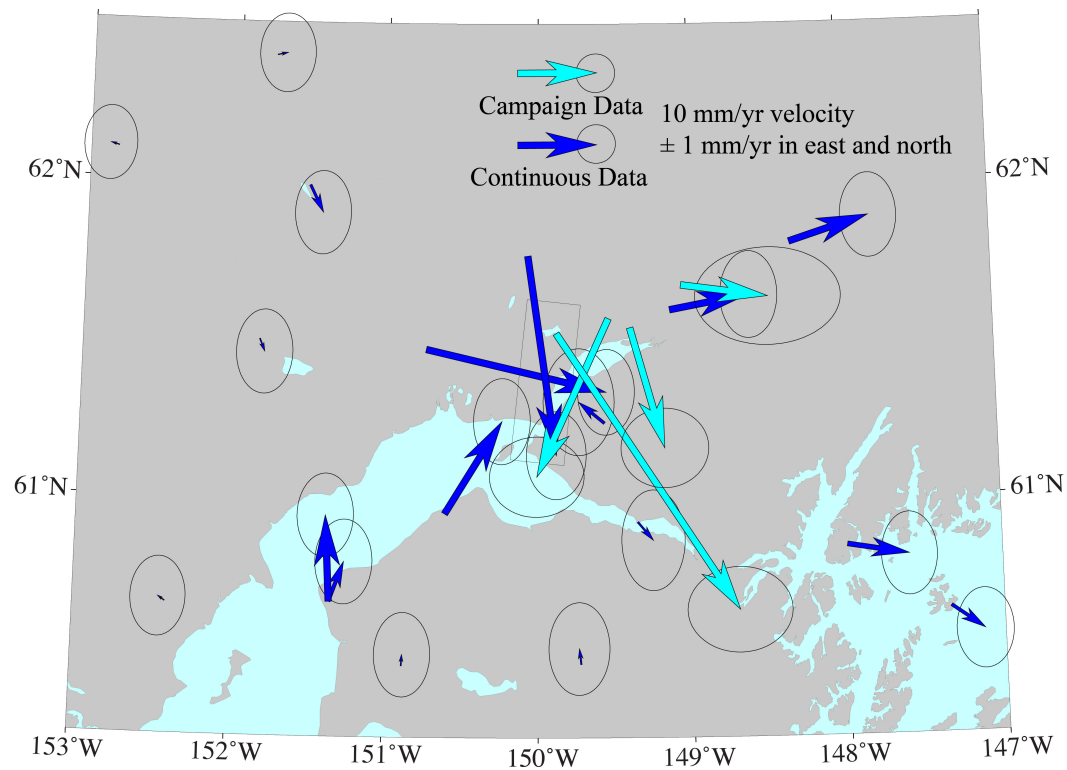 Campaign Data
10 mm/yr velocity
± 1 mm/yr in east and north
Continuous Data
62˚N
62˚N
61˚N
61˚N
153˚W
152˚W
151˚W
150˚W
149˚W
148˚W
147˚W